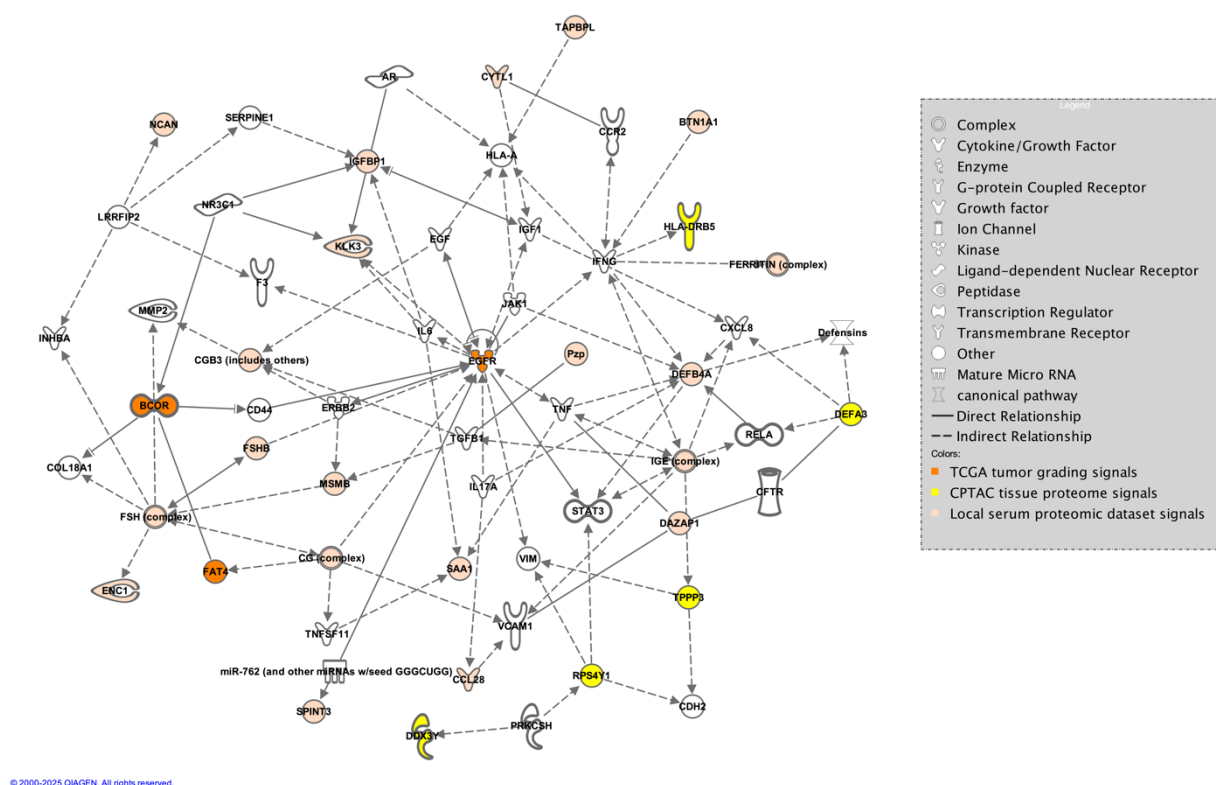 TAPBPL
AR
CYTL1
NCAN
SERPINE1
CCR2
BTN1A1
HLA-A
IGFBP1
LRRFIP2
NR3C1
KLK3
EGF
IGF1
HLA-DRB5
IFNG
FERRITIN (complex)
F3
MMP2
JAK1
INHBA
IL6
CXCL8
Defensins
CGB3 (includes others)
EGFR
Pzp
DEFB4A
BCOR
CD44
ERBB2
TNF
DEFA3
TGFB1
RELA
FSHB
COL18A1
IGE (complex)
MSMB
IL17A
CFTR
FSH (complex)
STAT3
DAZAP1
CG (complex)
VIM
FAT4
SAA1
ENC1
TPPP3
TNFSF11
VCAM1
miR-762 (and other miRNAs w/seed GGGCUGG)
CCL28
RPS4Y1
SPINT3
CDH2
PRKCSH
DDX3Y
Legend
Complex
Cytokine/Growth Factor
Enzyme
G-protein Coupled Receptor
Growth factor
Ion Channel
Kinase
Ligand-dependent Nuclear Receptor
Peptidase
Transcription Regulator
Transmembrane Receptor
Other
Mature Micro RNA
canonical pathway
Direct Relationship
Indirect Relationship
Colors:
TCGA tumor grading signals
CPTAC tissue proteome signals
Local serum proteomic dataset signals
© 2000-2025 QIAGEN. All rights reserved.